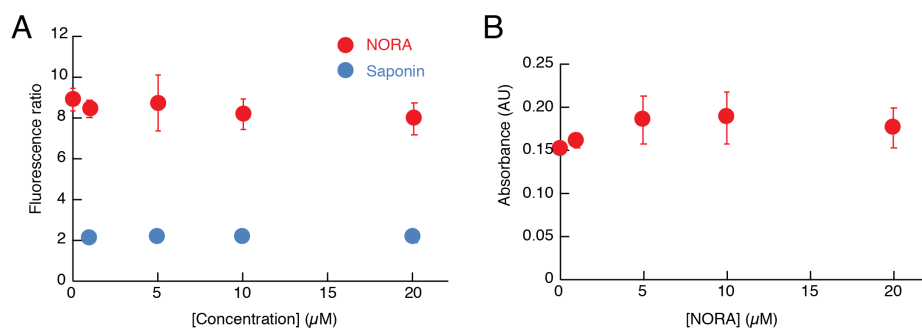 A
12
10
8
6
4
2
0
Fluorescence ratio
NORA
Saponin
0 5 10 15 20
[Concentration] (µM)
B
0.25
0.20
0.15
0.10
0.05
0
Absorbance (AU)
0 5 10 15 20
[NORA] (µM)